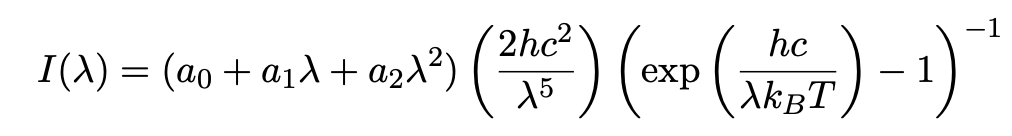 I(λ) = (a₀ + a₁λ + a₂λ²) (2hc²/λ⁵) (exp (hc/λk_BT) − 1)⁻¹